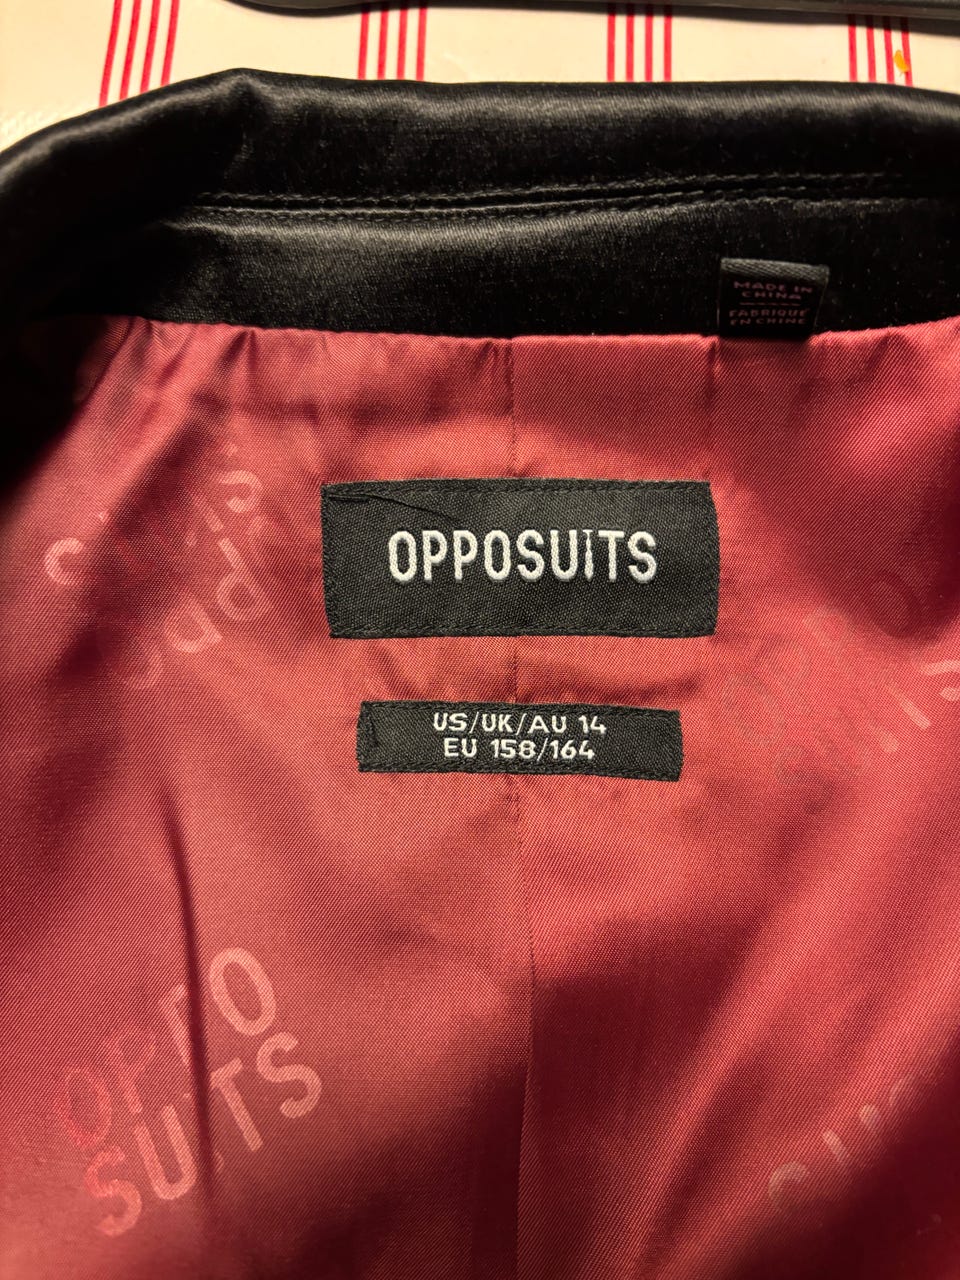 MADE IN
CHINA
FABRIQUÉ
EN CHINE
OPPOSUITS
US/UK/AU 14
EU 158/164
OPPO
SUITS